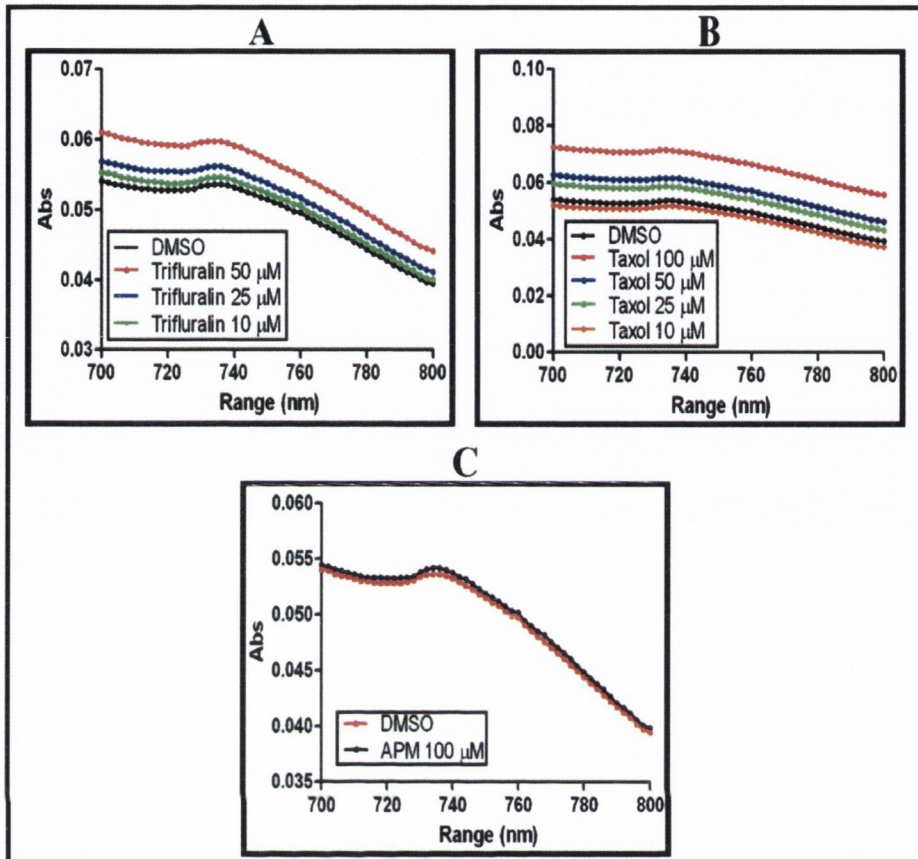 A
Abs
0.07
0.06
0.05
0.04
0.03
DMSO
Trifluralin 50 µM
Trifluralin 25 µM
Trifluralin 10 µM
700 720 740 760 780 800
Range (nm)
B
Abs
0.10
0.08
0.06
0.04
0.02
0.00
DMSO
Taxol 100 µM
Taxol 50 µM
Taxol 25 µM
Taxol 10 µM
700 720 740 760 780 800
Range (nm)
C
Abs
0.060
0.055
0.050
0.045
0.040
0.035
DMSO
APM 100 µM
700 720 740 760 780 800
Range (nm)